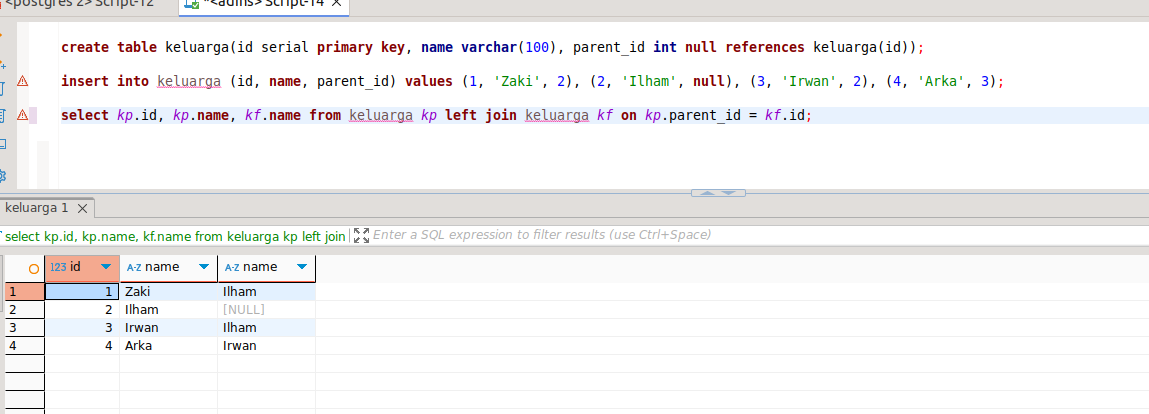 <postgres 2> Script-12
*<adins> Script-14
create table keluarga(id serial primary key, name varchar(100), parent_id int null references keluarga(id));
insert into keluarga (id, name, parent_id) values (1, 'Zaki', 2), (2, 'Ilham', null), (3, 'Irwan', 2), (4, 'Arka', 3);
select kp.id, kp.name, kf.name from keluarga kp left join keluarga kf on kp.parent_id = kf.id;
keluarga 1
select kp.id, kp.name, kf.name from keluarga kp left join
Enter a SQL expression to filter results (use Ctrl+Space)
123 id A-Z name A-Z name
1 1 Zaki Ilham
2 2 Ilham [NULL]
3 3 Irwan Ilham
4 4 Arka Irwan